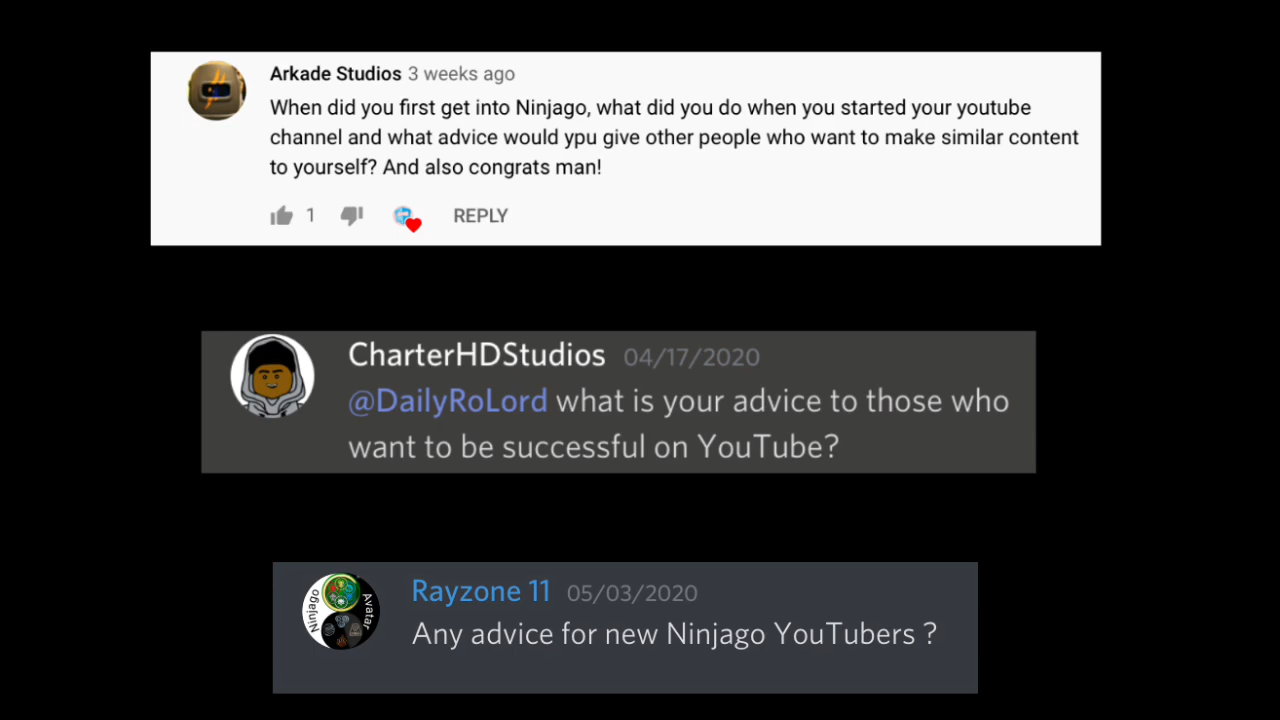 Arkade Studios 3 weeks ago
When did you first get into Ninjago, what did you do when you started your youtube
channel and what advice would ypu give other people who want to make similar content
to yourself? And also congrats man!
1 REPLY
CharterHDStudios 04/17/2020
@DailyRoLord what is your advice to those who
want to be successful on YouTube?
Ninjago Avatar
Rayzone 11 05/03/2020
Any advice for new Ninjago YouTubers ?